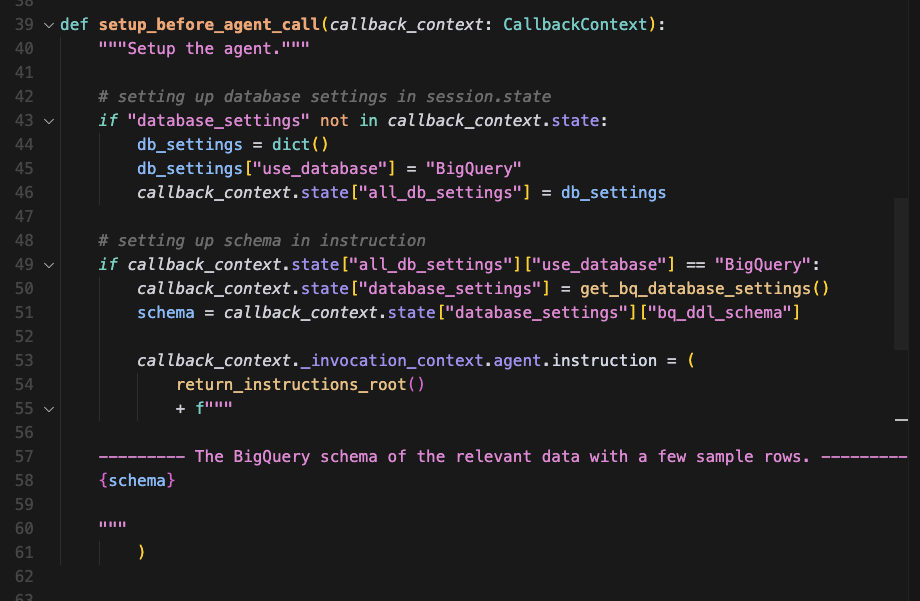 38
39 def setup_before_agent_call(callback_context: CallbackContext):
40     """Setup the agent."""
41
42     # setting up database settings in session.state
43     if "database_settings" not in callback_context.state:
44         db_settings = dict()
45         db_settings["use_database"] = "BigQuery"
46         callback_context.state["all_db_settings"] = db_settings
47
48     # setting up schema in instruction
49     if callback_context.state["all_db_settings"]["use_database"] == "BigQuery":
50         callback_context.state["database_settings"] = get_bq_database_settings()
51         schema = callback_context.state["database_settings"]["bq_ddl_schema"]
52
53         callback_context._invocation_context.agent.instruction = (
54             return_instructions_root()
55             + f"""
56
57     --------- The BigQuery schema of the relevant data with a few sample rows. ---------
58     {schema}
59
60     """
61         )
62
63